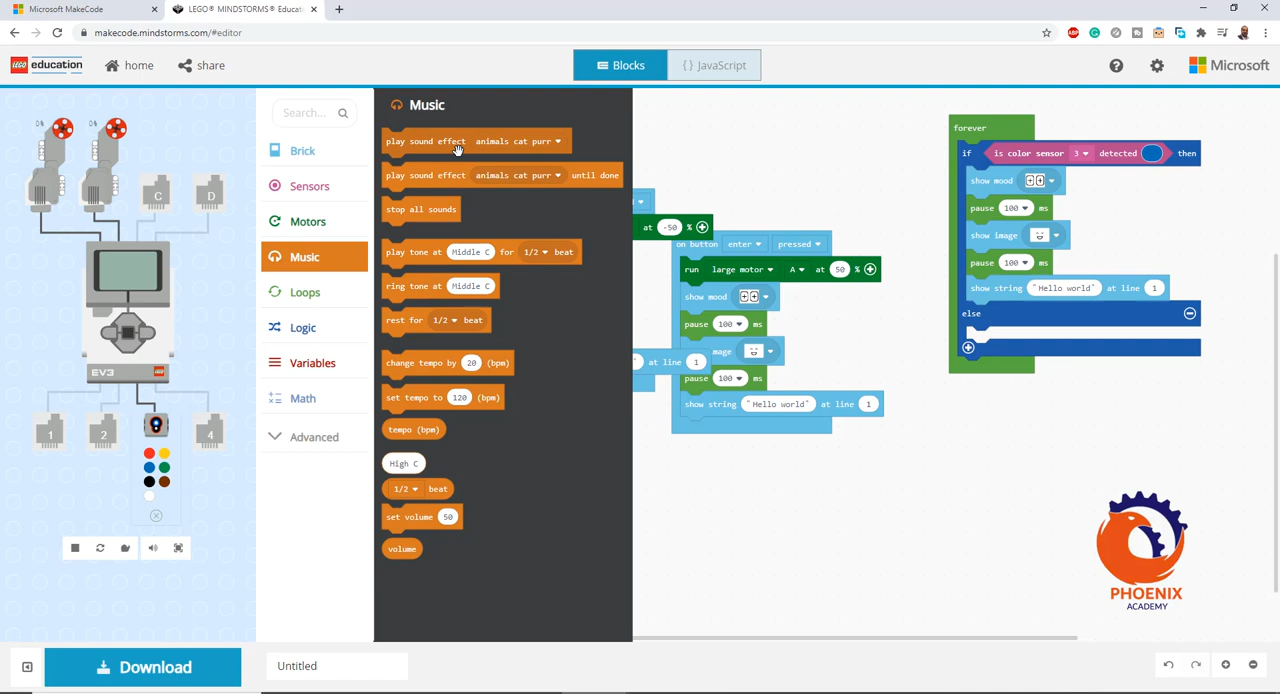 Microsoft MakeCode
LEGO® MINDSTORMS® Educat
makecode.mindstorms.com/#editor
LEGO education
home
share
Blocks
{ } JavaScript
Microsoft
Search...
Brick
Sensors
Motors
Music
Loops
Logic
Variables
Math
Advanced
Music
play sound effect animals cat purr
play sound effect animals cat purr until done
stop all sounds
play tone at Middle C for 1/2 beat
ring tone at Middle C
rest for 1/2 beat
change tempo by 20 (bpm)
set tempo to 120 (bpm)
tempo (bpm)
High C
1/2 beat
set volume 50
volume
at -50 %
at line 1
on button enter pressed
run large motor A at 50 %
show mood
pause 100 ms
mage
pause 100 ms
show string "Hello world" at line 1
forever
if is color sensor 3 detected then
show mood
pause 100 ms
show image
pause 100 ms
show string "Hello world" at line 1
else
C
D
EV3
LEGO
1
2
4
PHOENIX
ACADEMY
Download
Untitled